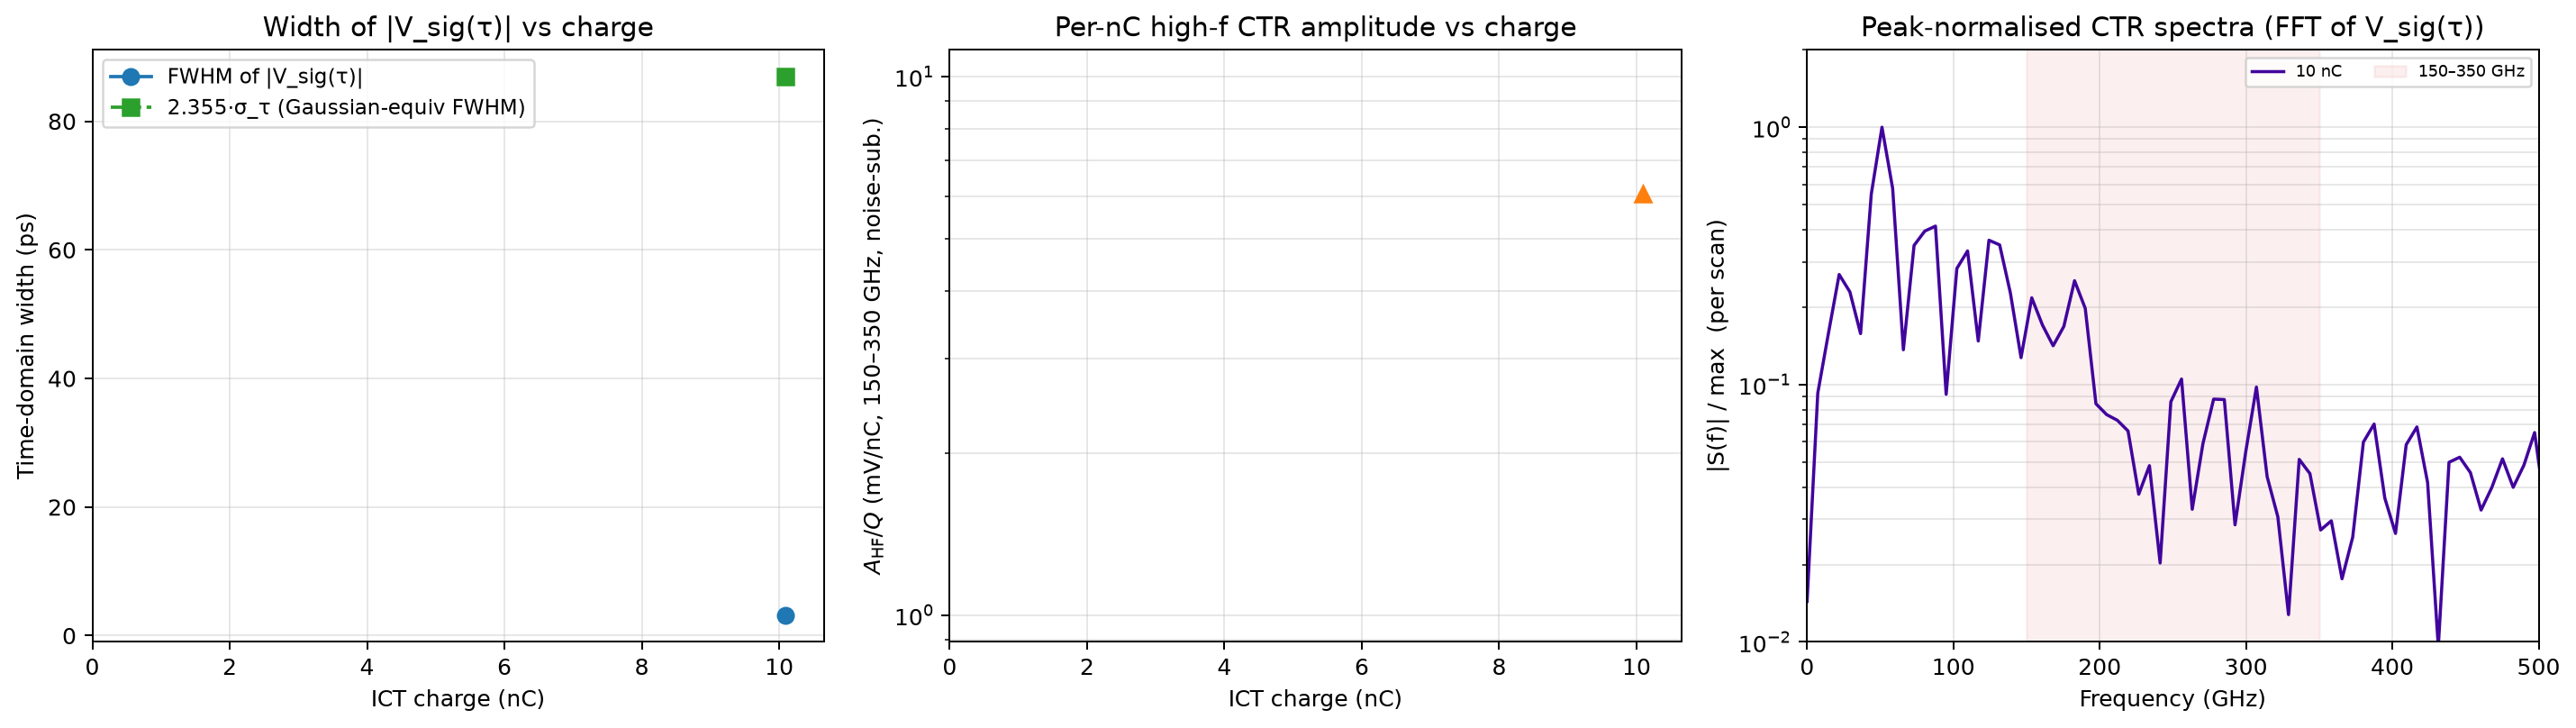 Width of |V_sig(τ)| vs charge
FWHM of |V_sig(τ)|
2.355·σ_τ (Gaussian-equiv FWHM)
Time-domain width (ps)
80
60
40
20
0
0 2 4 6 8 10
ICT charge (nC)
Per-nC high-f CTR amplitude vs charge
A_HF/Q (mV/nC, 150–350 GHz, noise-sub.)
10¹
10⁰
0 2 4 6 8 10
ICT charge (nC)
Peak-normalised CTR spectra (FFT of V_sig(τ))
10 nC 150–350 GHz
|S(f)| / max (per scan)
10⁰
10⁻¹
10⁻²
0 100 200 300 400 500
Frequency (GHz)